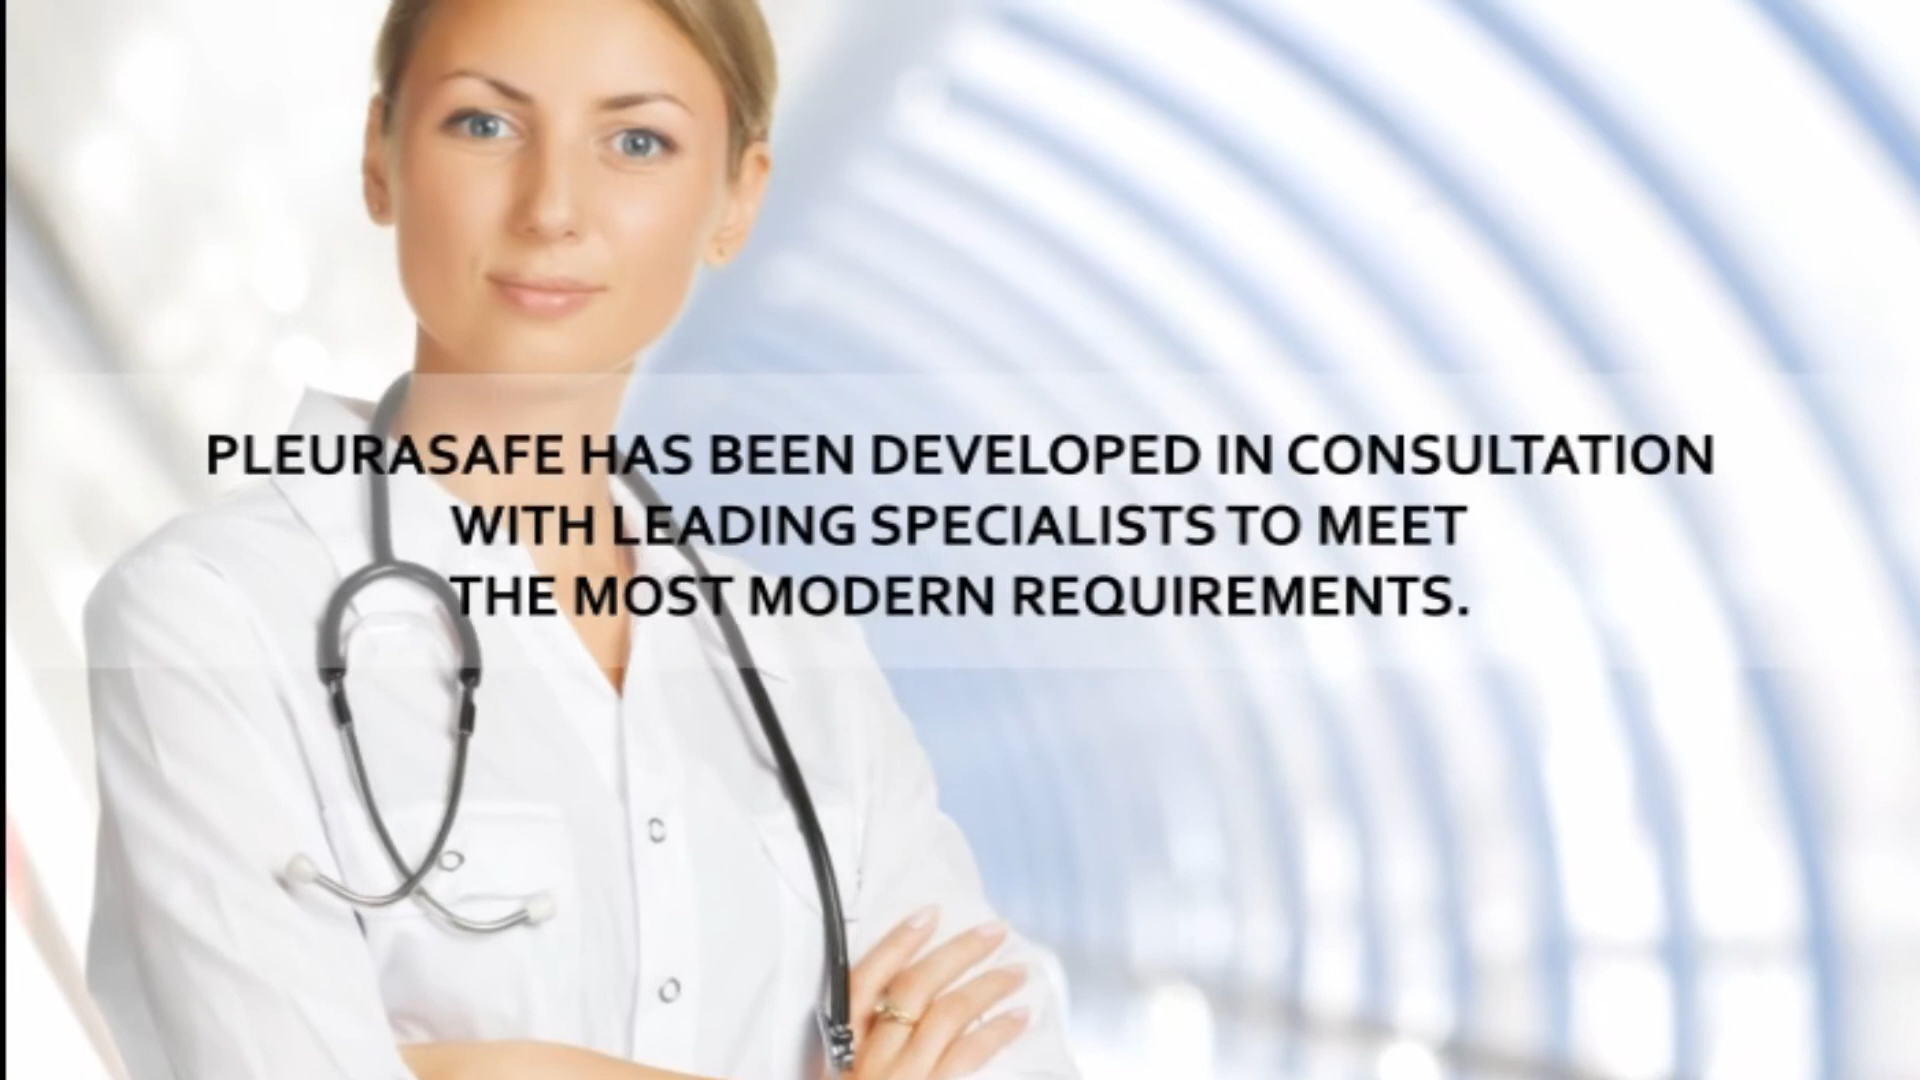 PLEURASAFE HAS BEEN DEVELOPED IN CONSULTATION
WITH LEADING SPECIALISTS TO MEET
THE MOST MODERN REQUIREMENTS.